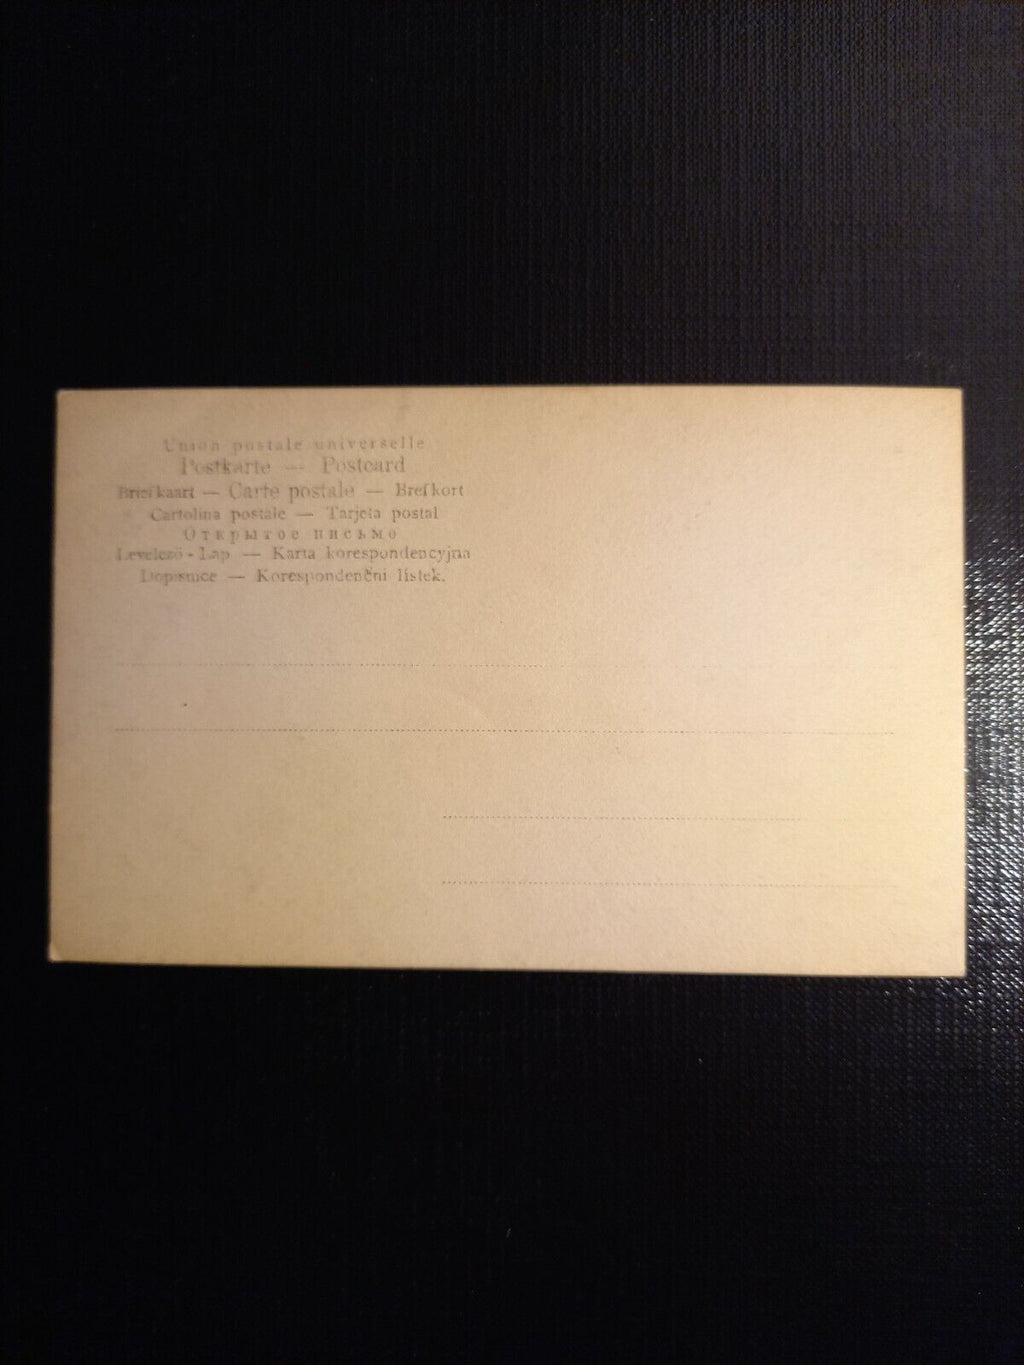 Union postale universelle
Postkarte — Postcard
Briefkaart — Carte postale — Brefkort
Cartolina postale — Tarjeta postal
Открытое письмо
Levelező-Lap — Karta korespondencyjna
Dopisnice — Korespondenční lístek.